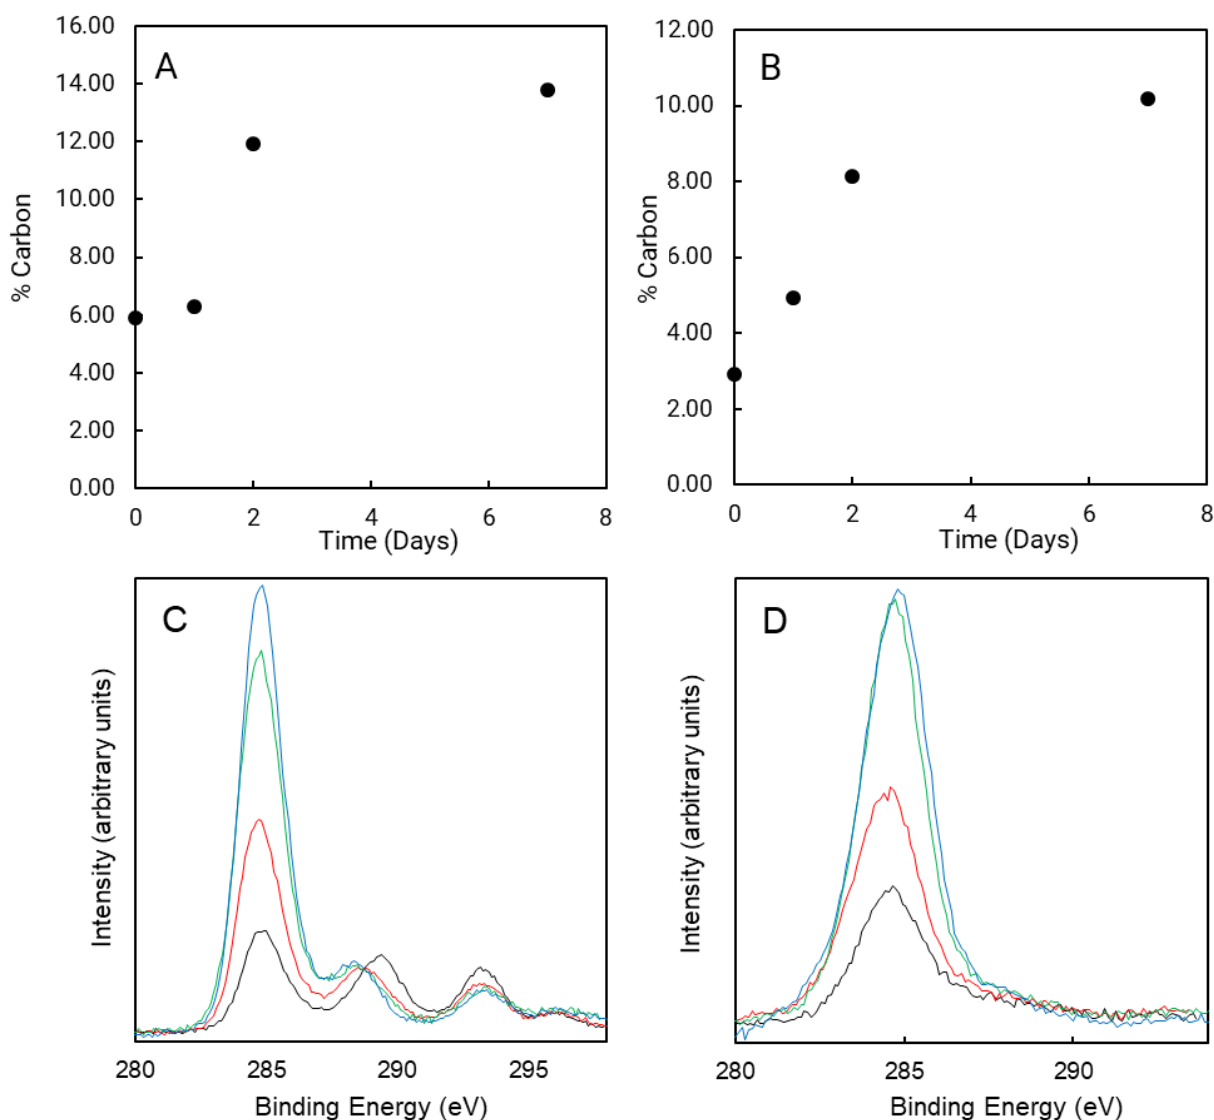 A
16.00
14.00
12.00
10.00
8.00
6.00
4.00
2.00
0.00
% Carbon
0 2 4 6 8
Time (Days)
B
12.00
10.00
8.00
6.00
4.00
2.00
0.00
% Carbon
0 2 4 6 8
Time (Days)
C
Intensity (arbitrary units)
280 285 290 295
Binding Energy (eV)
D
Intensity (arbitrary units)
280 285 290
Binding Energy (eV)